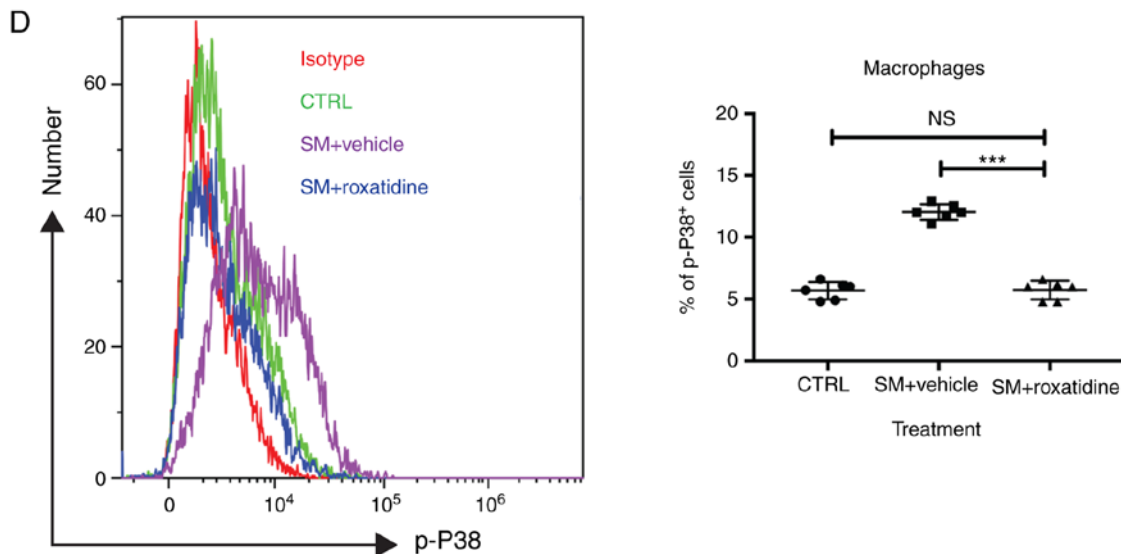 D
Isotype
CTRL
SM+vehicle
SM+roxatidine
Number
60
40
20
0
0
10⁴
10⁵
10⁶
p-P38
Macrophages
% of p-P38⁺ cells
20
15
10
5
0
NS
***
CTRL
SM+vehicle
SM+roxatidine
Treatment